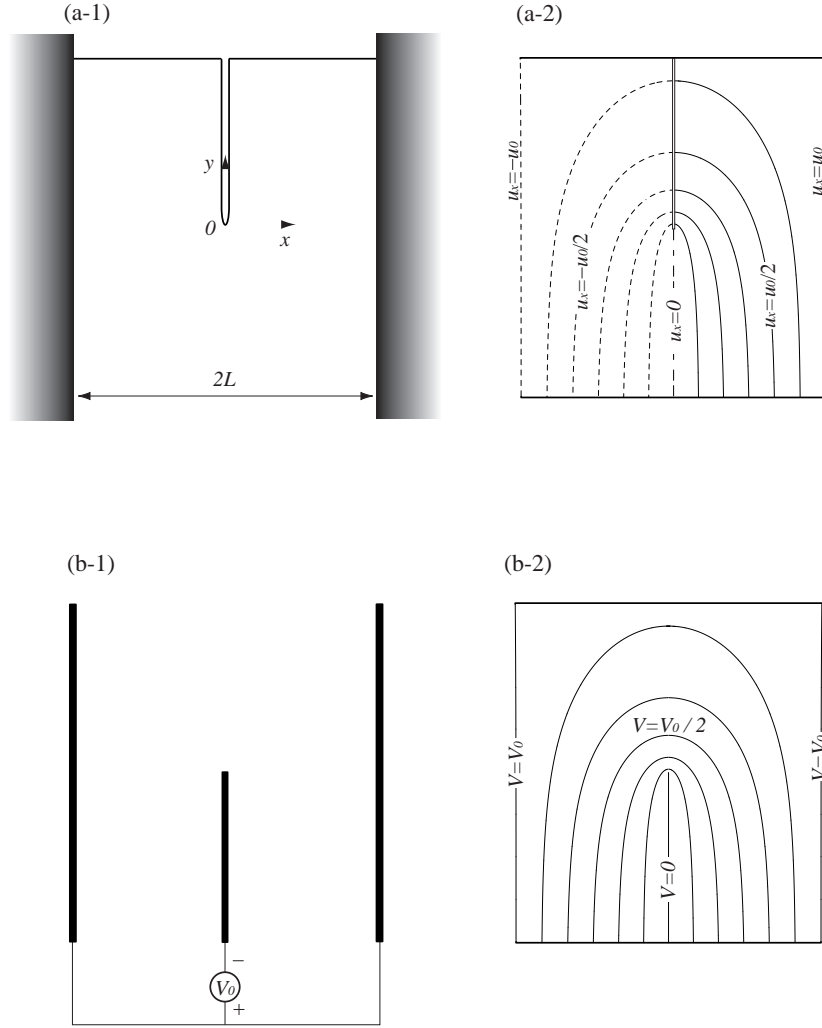 (a-1)
y
0
x
2L
(a-2)
uₓ=-u₀
uₓ=-u₀/2
uₓ=0
uₓ=u₀/2
uₓ=u₀
(b-1)
−
V₀
+
(b-2)
V=V₀
V=V₀ / 2
V=0
V=V₀